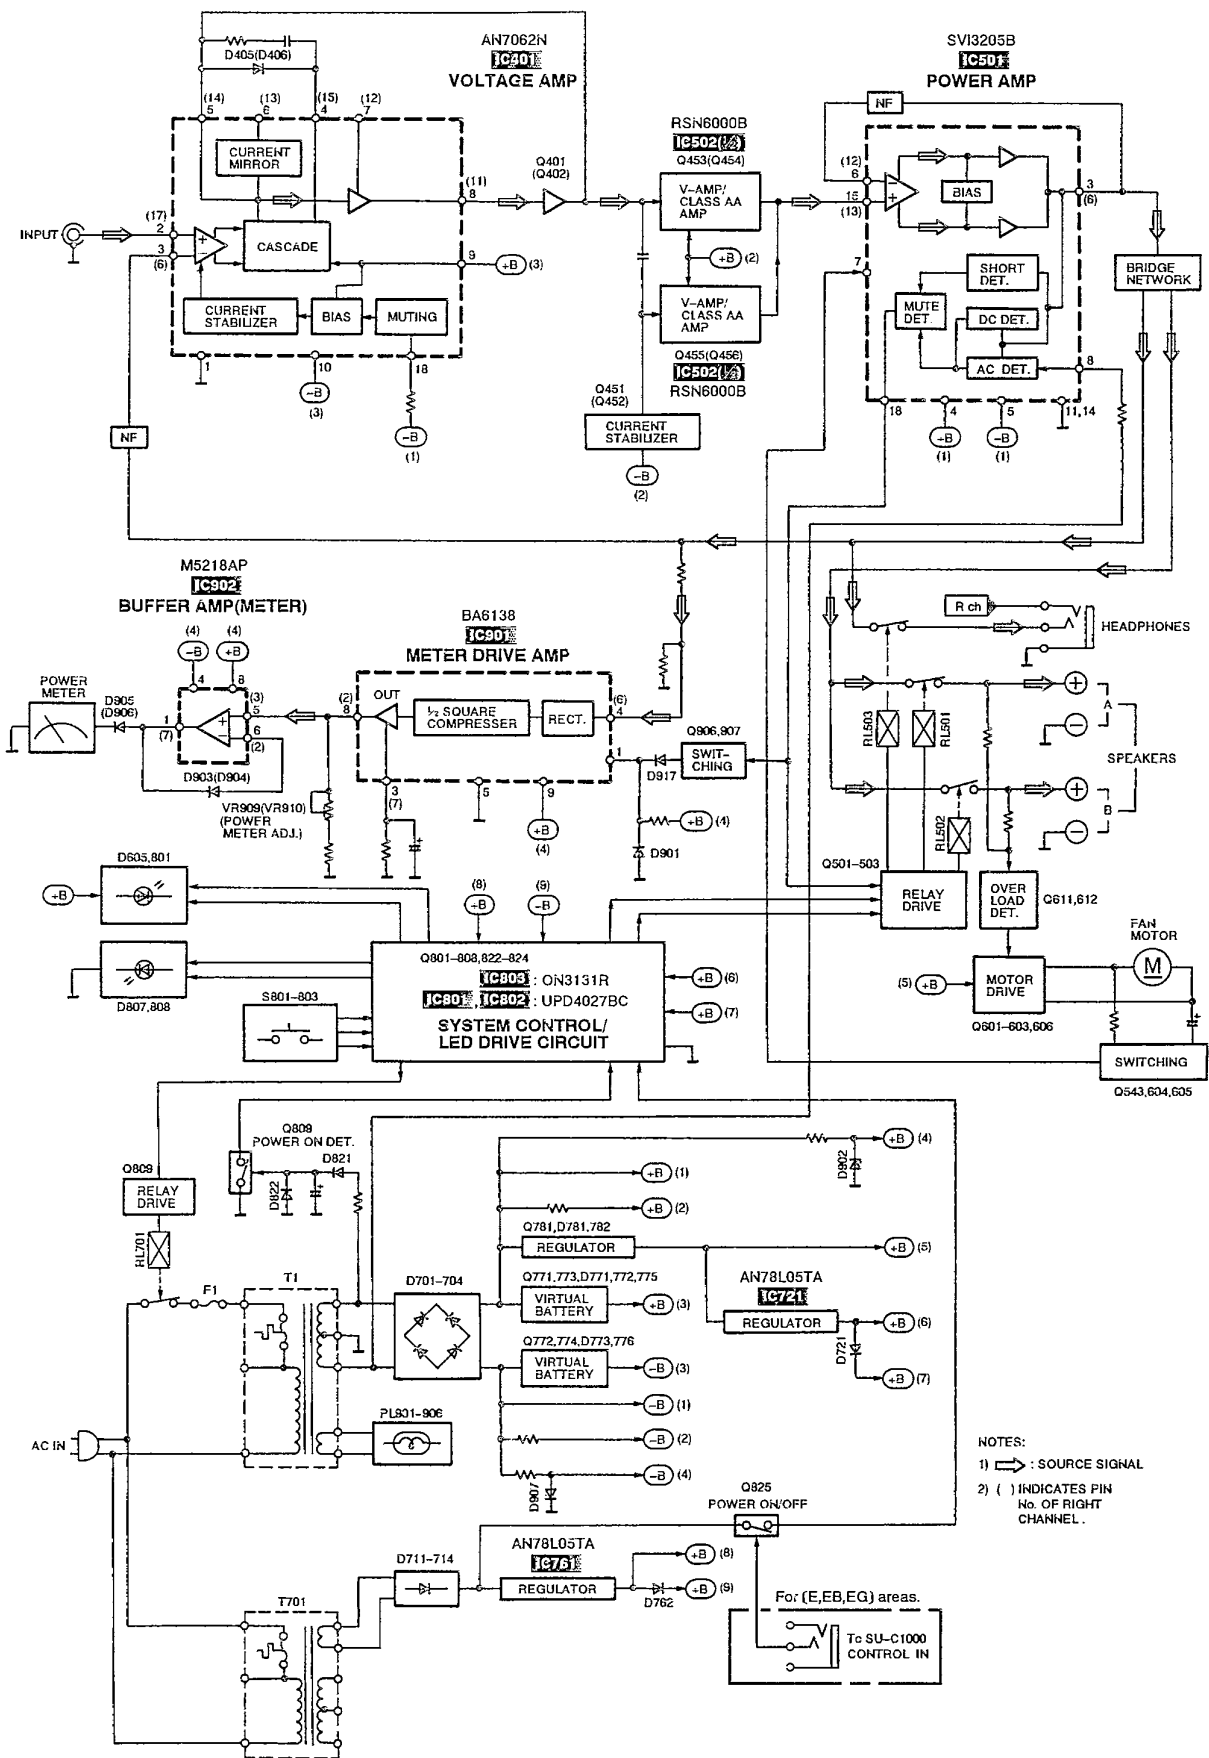 AN7062N
IC401
VOLTAGE AMP
D405(D406)
(14)
5
(13)
6
(15)
4
(12)
7
CURRENT
MIRROR
CASCADE
CURRENT
STABILIZER
BIAS
MUTING
INPUT
(17)
2
3
(6)
(11)
8
9
+B
(3)
1
10
-B
(3)
18
-B
(1)
NF
Q401
(Q402)
RSN6000B
IC502(½)
Q453(Q454)
V-AMP/
CLASS AA
AMP
+B
(2)
V-AMP/
CLASS AA
AMP
Q455(Q456)
IC502(½)
RSN6000B
Q451
(Q452)
CURRENT
STABILIZER
-B
(2)
SVI3205B
IC501
POWER AMP
NF
(12)
6
15
(13)
7
BIAS
3
(6)
SHORT
DET.
MUTE
DET.
DC DET.
AC DET.
8
18
4
5
11,14
+B
(1)
-B
(1)
BRIDGE
NETWORK
M5218AP
IC902
BUFFER AMP(METER)
(4)
-B
(4)
+B
4
8
POWER
METER
D905
(D906)
1
(7)
(3)
5
6
(2)
D903(D904)
VR909(VR910)
(POWER
METER ADJ.)
BA6138
IC901
METER DRIVE AMP
(2)
8
OUT
½ SQUARE
COMPRESSER
RECT.
(6)
4
1
3
(7)
5
9
+B
(4)
Q906,907
SWIT-
CHING
D917
+B
(4)
D901
R ch
HEADPHONES
RL503
RL501
RL502
A
B
SPEAKERS
Q501-503
RELAY
DRIVE
OVER
LOAD
DET.
Q611,612
FAN
MOTOR
M
(5)
+B
MOTOR
DRIVE
Q601-603,606
SWITCHING
Q543,604,605
D605,801
+B
D807,808
S801-803
(8)
+B
(9)
-B
Q801-808,822-824
IC803 : ON3131R
IC801 , IC802 : UPD4027BC
SYSTEM CONTROL/
LED DRIVE CIRCUIT
+B
(6)
+B
(7)
Q809
POWER ON DET.
D821
D822
Q809
RELAY
DRIVE
RL701
F1
T1
D701-704
PL901-906
AC IN
D902
+B
(4)
+B
(1)
+B
(2)
Q781,D781,782
REGULATOR
+B
(5)
Q771,773,D771,772,775
VIRTUAL
BATTERY
+B
(3)
AN78L05TA
IC721
REGULATOR
+B
(6)
D721
+B
(7)
Q772,774,D773,776
VIRTUAL
BATTERY
-B
(3)
-B
(1)
-B
(2)
D907
-B
(4)
Q825
POWER ON/OFF
T701
D711-714
AN78L05TA
IC761
REGULATOR
+B
(8)
D762
+B
(9)
For (E,EB,EG) areas.
To SU-C1000
CONTROL IN
NOTES:
1) ⇨ : SOURCE SIGNAL
2) ( ) INDICATES PIN
No. OF RIGHT
CHANNEL.